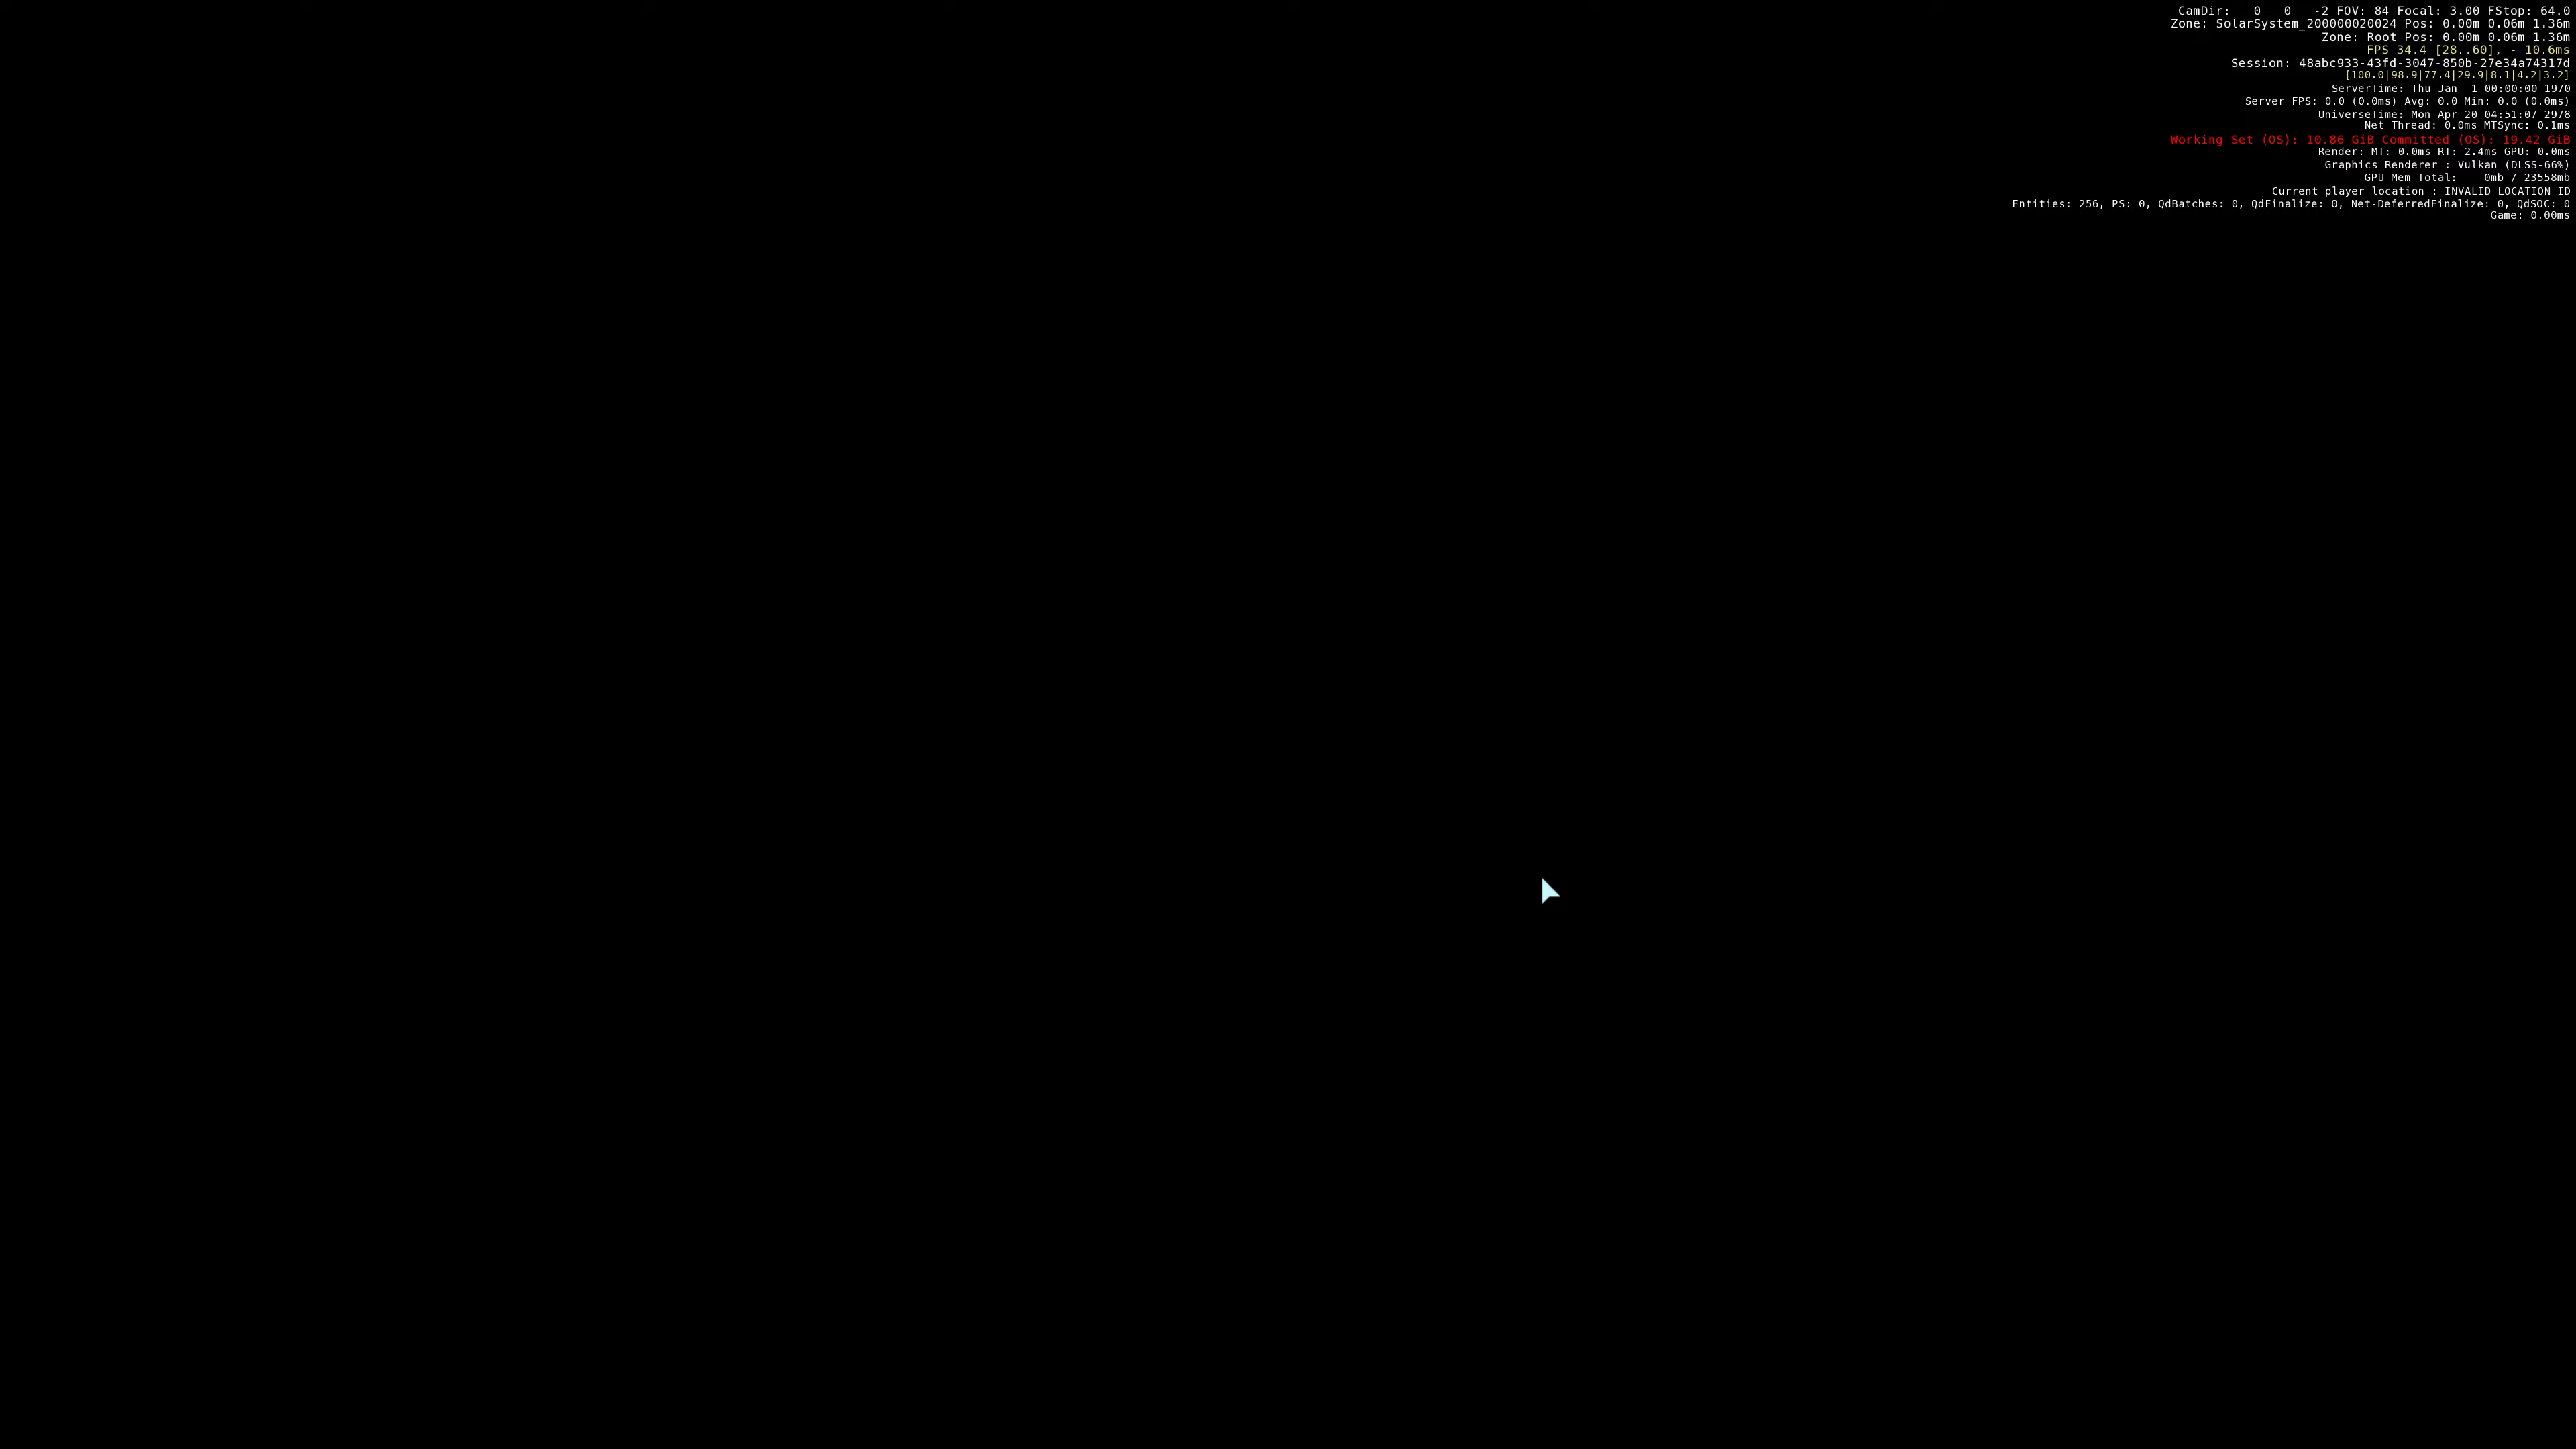 CamDir:   0   0   -2 FOV: 84 Focal: 3.00 FStop: 64.0
Zone: SolarSystem_200000020024 Pos: 0.00m 0.06m 1.36m
Zone: Root Pos: 0.00m 0.06m 1.36m
FPS 34.4 [28..60], - 10.6ms
Session: 48abc933-43fd-3047-850b-27e34a74317d
[100.0|98.9|77.4|29.9|8.1|4.2|3.2]
ServerTime: Thu Jan  1 00:00:00 1970
Server FPS: 0.0 (0.0ms) Avg: 0.0 Min: 0.0 (0.0ms)
UniverseTime: Mon Apr 20 04:51:07 2978
Net Thread: 0.0ms MTSync: 0.1ms
Working Set (OS): 10.86 GiB Committed (OS): 19.42 GiB
Render: MT: 0.0ms RT: 2.4ms GPU: 0.0ms
Graphics Renderer : Vulkan (DLSS-66%)
GPU Mem Total:    0mb / 23558mb
Current player location : INVALID_LOCATION_ID
Entities: 256, PS: 0, QdBatches: 0, QdFinalize: 0, Net-DeferredFinalize: 0, QdSOC: 0
Game: 0.00ms